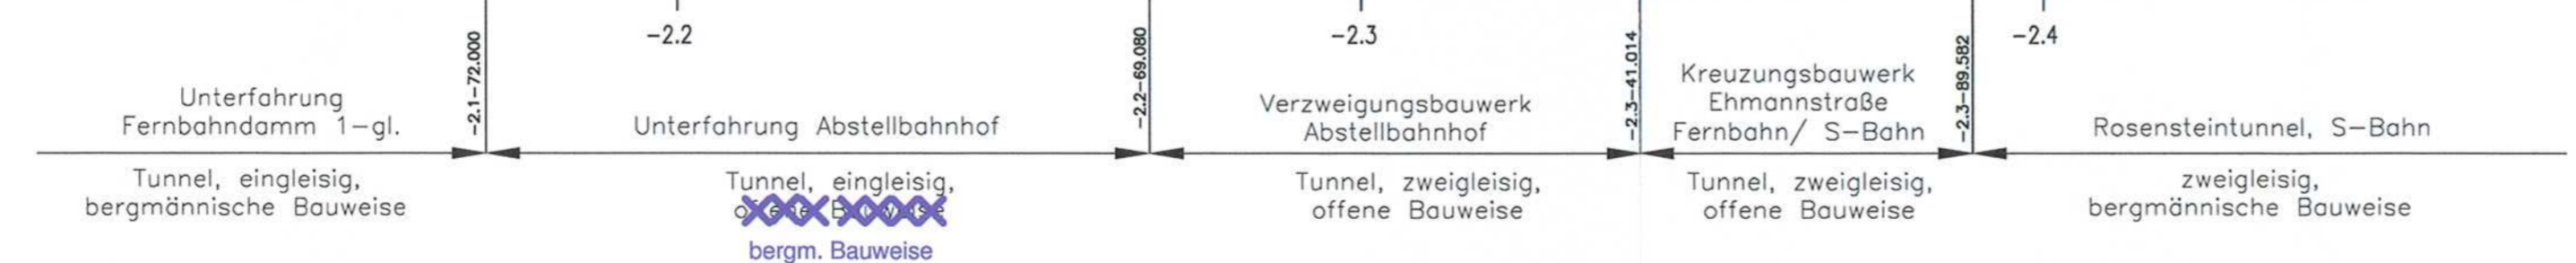 -2.2
-2.3
-2.4
-2.1-72.000
-2.2-69.080
-2.3-41.014
-2.3-89.582
Unterfahrung
Fernbahndamm 1-gl.
Unterfahrung Abstellbahnhof
Verzweigungsbauwerk
Abstellbahnhof
Kreuzungsbauwerk
Ehmannstraße
Fernbahn/ S-Bahn
Rosensteintunnel, S-Bahn
Tunnel, eingleisig,
bergmännische Bauweise
Tunnel, eingleisig,
offene Bauweise
bergm. Bauweise
Tunnel, zweigleisig,
offene Bauweise
Tunnel, zweigleisig,
offene Bauweise
zweigleisig,
bergmännische Bauweise